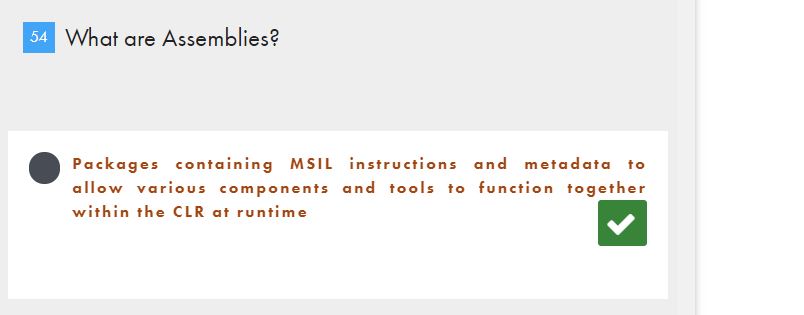 54 What are Assemblies?
Packages containing MSIL instructions and metadata to
allow various components and tools to function together
within the CLR at runtime